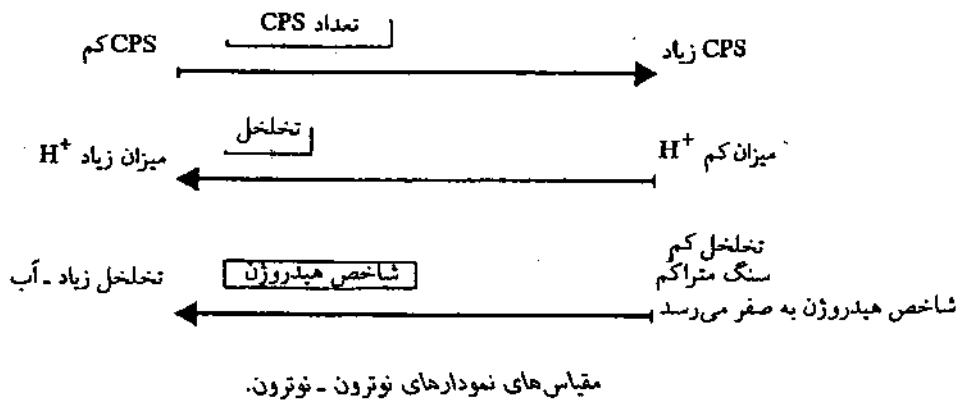 تعداد CPS
CPS کم
CPS زیاد
تخلخل
میزان زیاد H⁺
میزان کم H⁺
تخلخل کم
سنگ متراکم
شاخص هیدروژن به صفر می‌رسد
شاخص هیدروژن
تخلخل زیاد - آب
مقیاس‌های نمودارهای نوترون - نوترون.